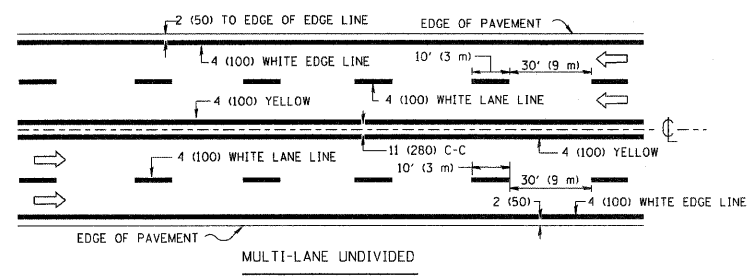 2 (50) TO EDGE OF EDGE LINE
EDGE OF PAVEMENT
4 (100) WHITE EDGE LINE
10' (3 m)
30' (9 m)
4 (100) YELLOW
4 (100) WHITE LANE LINE
CL
11 (280) C-C
4 (100) YELLOW
4 (100) WHITE LANE LINE
10' (3 m)
30' (9 m)
2 (50)
4 (100) WHITE EDGE LINE
EDGE OF PAVEMENT
MULTI-LANE UNDIVIDED